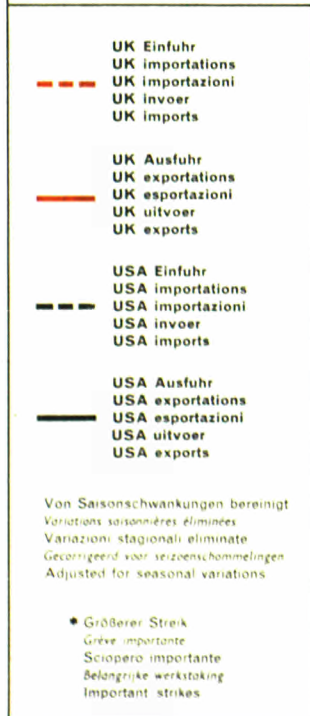 UK Einfuhr
UK importations
UK importazioni
UK invoer
UK imports
UK Ausfuhr
UK exportations
UK esportazioni
UK uitvoer
UK exports
USA Einfuhr
USA importations
USA importazioni
USA invoer
USA imports
USA Ausfuhr
USA exportations
USA esportazioni
USA uitvoer
USA exports
Von Saisonschwankungen bereinigt
Variations saisonnières éliminées
Variazioni stagionali eliminate
Gecorrigeerd voor seizoenschommelingen
Adjusted for seasonal variations
* Größerer Streik
Grève importante
Sciopero importante
Belangrijke werkstaking
Important strikes